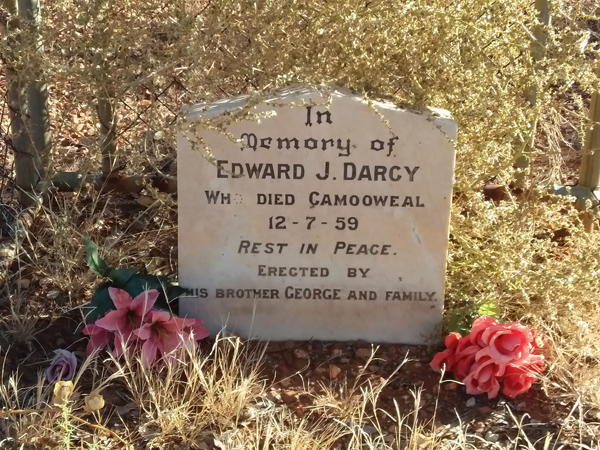 In
Memory of
EDWARD J. DARCY
WHO DIED CAMOOWEAL
12-7-59
REST IN PEACE.
ERECTED BY
HIS BROTHER GEORGE AND FAMILY.